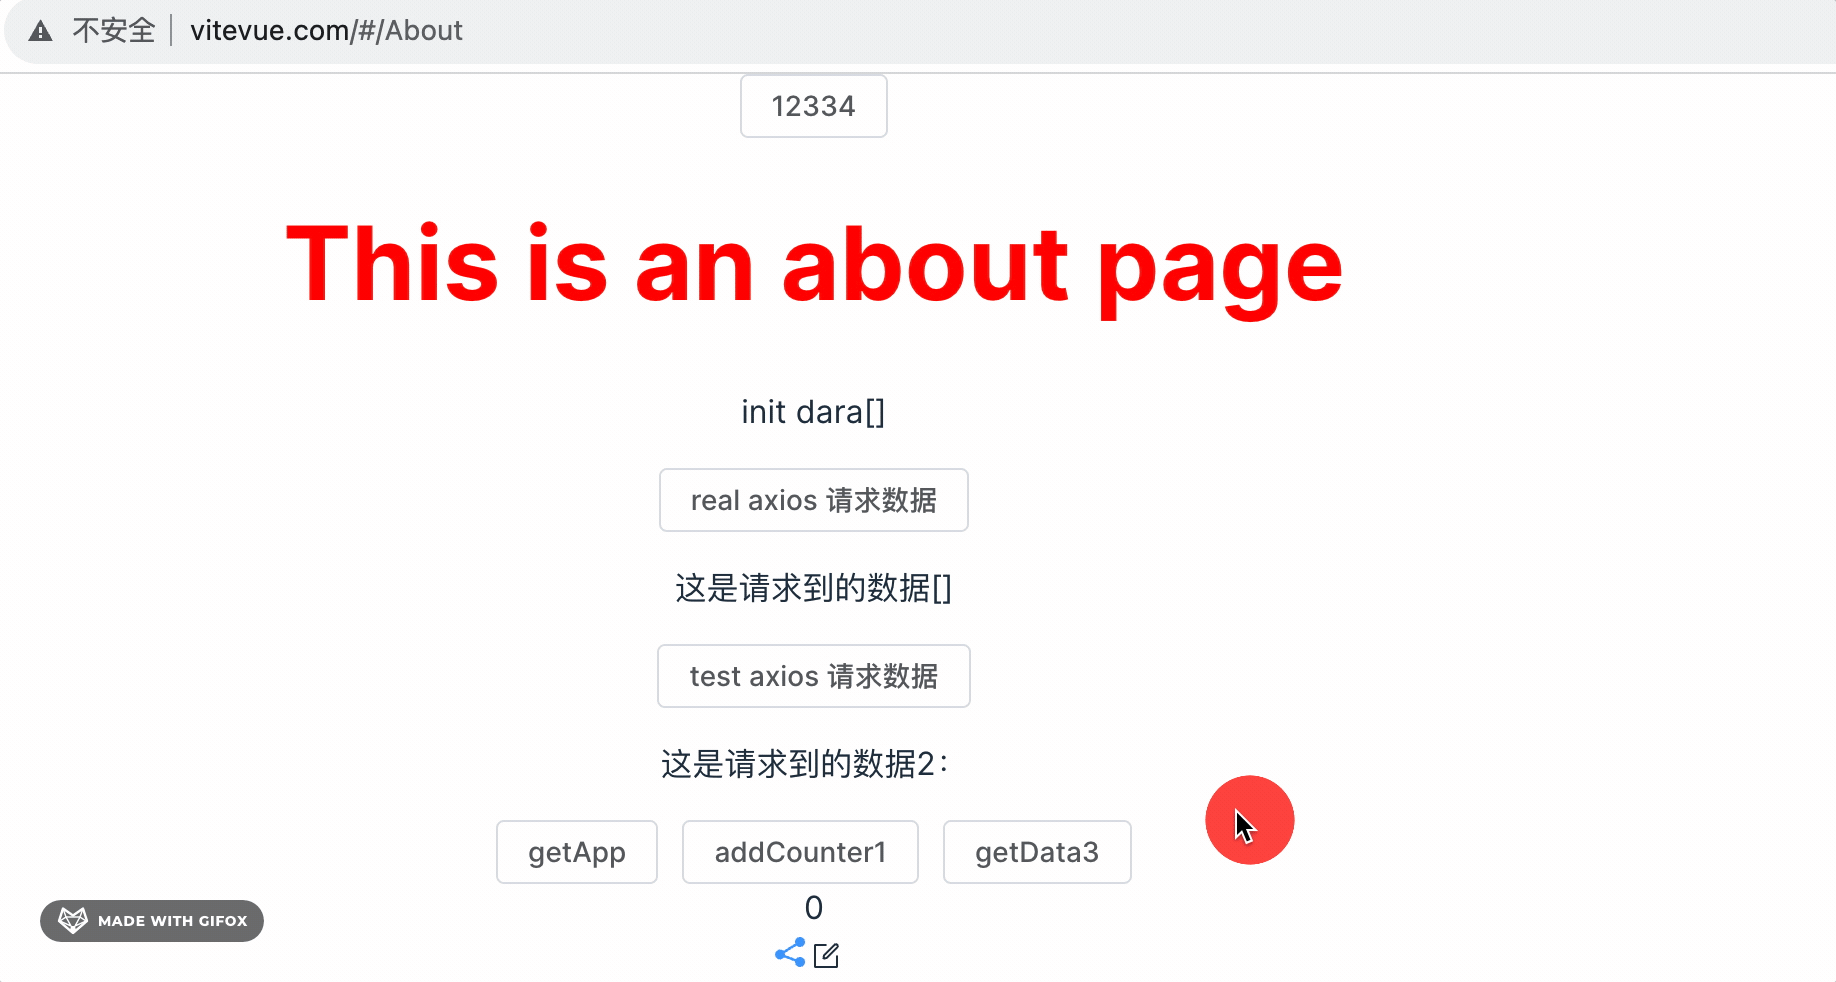 不安全 | vitevue.com/#/About
12334
This is an about page
init dara[]
real axios 请求数据
这是请求到的数据[]
test axios 请求数据
这是请求到的数据2：
getApp addCounter1 getData3
0
MADE WITH GIFOX